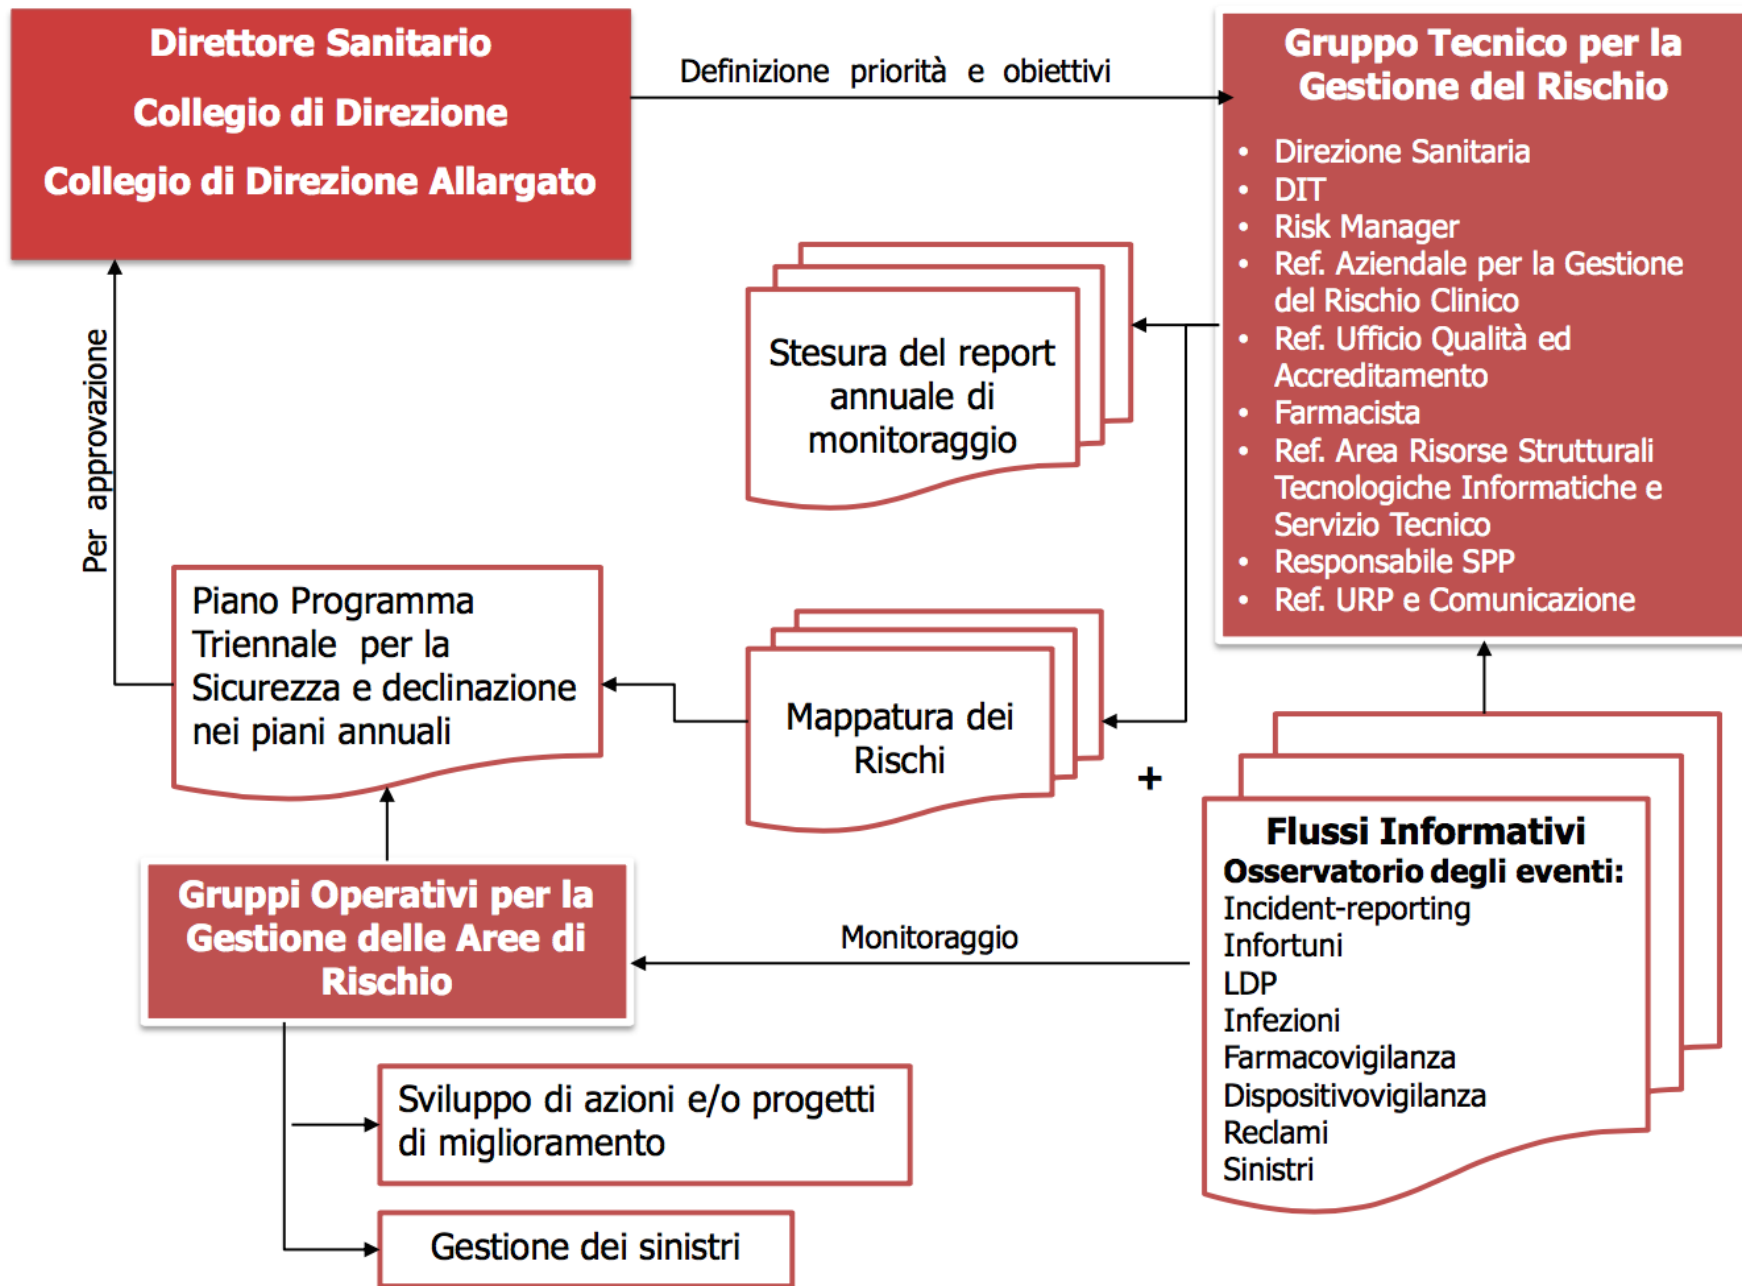 Direttore Sanitario
Collegio di Direzione
Collegio di Direzione Allargato
Definizione priorità e obiettivi
Gruppo Tecnico per la
Gestione del Rischio
• Direzione Sanitaria
• DIT
• Risk Manager
• Ref. Aziendale per la Gestione
del Rischio Clinico
• Ref. Ufficio Qualità ed
Accreditamento
• Farmacista
• Ref. Area Risorse Strutturali
Tecnologiche Informatiche e
Servizio Tecnico
• Responsabile SPP
• Ref. URP e Comunicazione
Stesura del report
annuale di
monitoraggio
Per approvazione
Piano Programma
Triennale per la
Sicurezza e declinazione
nei piani annuali
Mappatura dei
Rischi
+
Flussi Informativi
Osservatorio degli eventi:
Incident-reporting
Infortuni
LDP
Infezioni
Farmacovigilanza
Dispositivovigilanza
Reclami
Sinistri
Monitoraggio
Gruppi Operativi per la
Gestione delle Aree di
Rischio
Sviluppo di azioni e/o progetti
di miglioramento
Gestione dei sinistri